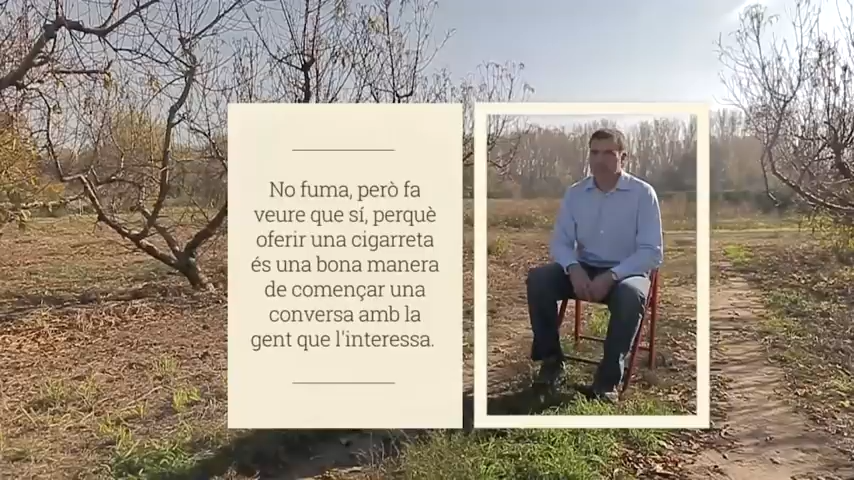 No fuma, però fa
veure que sí, perquè
oferir una cigarreta
és una bona manera
de començar una
conversa amb la
gent que l'interessa.